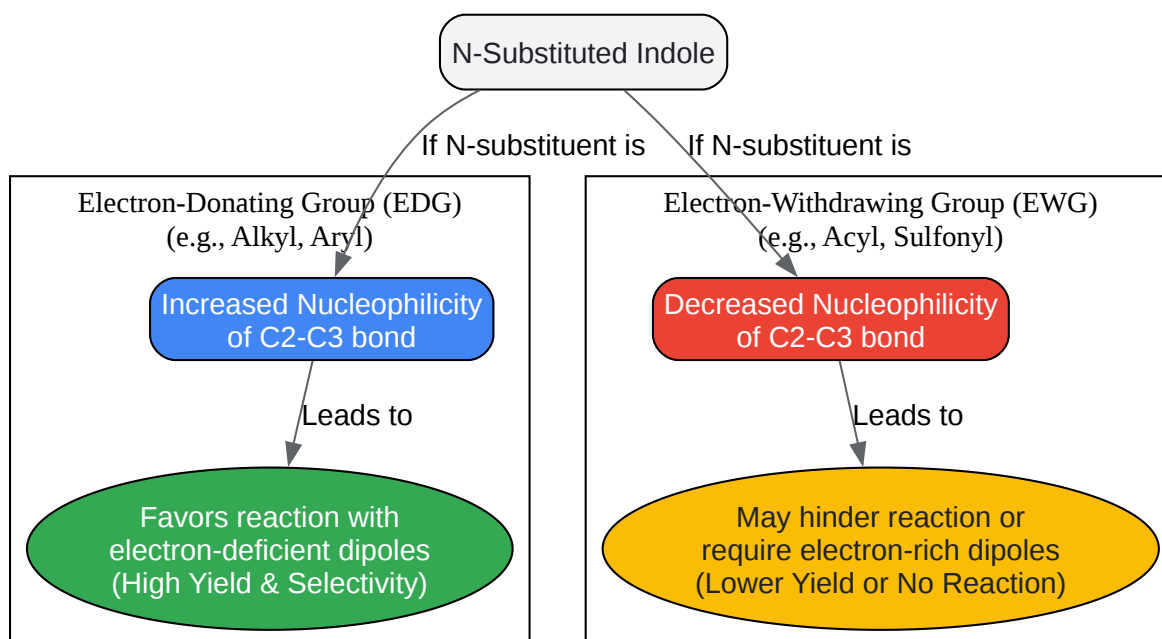 N-Substituted Indole
If N-substituent is
If N-substituent is
Electron-Donating Group (EDG)
(e.g., Alkyl, Aryl)
Electron-Withdrawing Group (EWG)
(e.g., Acyl, Sulfonyl)
Increased Nucleophilicity
of C2-C3 bond
Decreased Nucleophilicity
of C2-C3 bond
Leads to
Leads to
Favors reaction with
electron-deficient dipoles
(High Yield & Selectivity)
May hinder reaction or
require electron-rich dipoles
(Lower Yield or No Reaction)